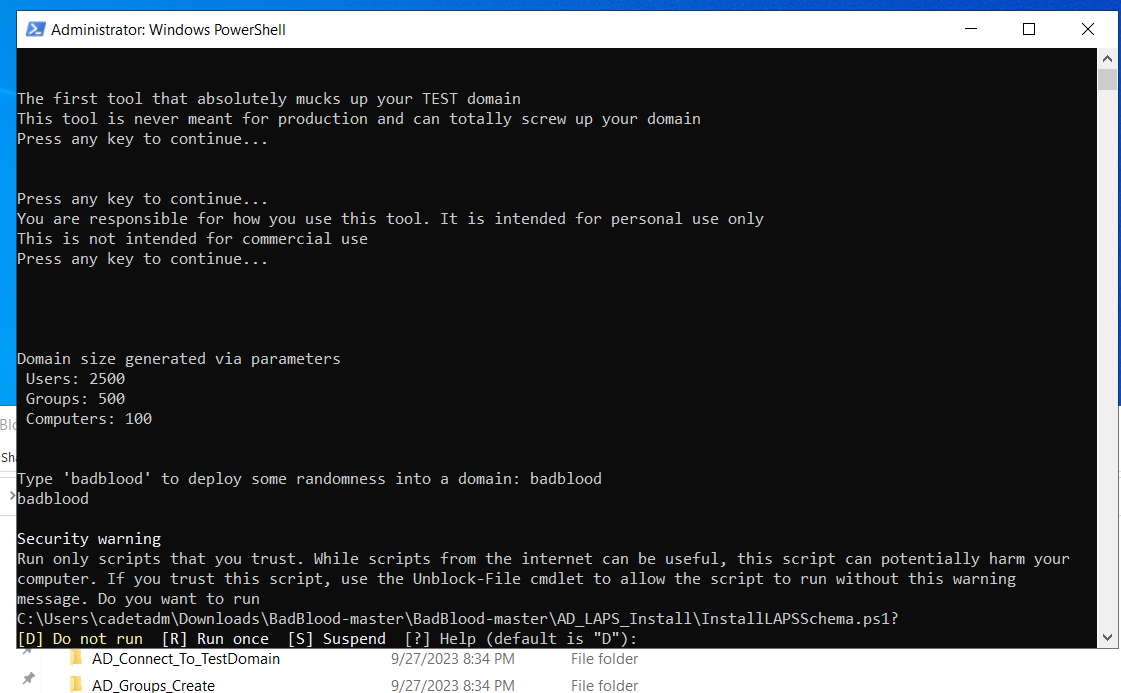 Administrator: Windows PowerShell
The first tool that absolutely mucks up your TEST domain
This tool is never meant for production and can totally screw up your domain
Press any key to continue...
Press any key to continue...
You are responsible for how you use this tool. It is intended for personal use only
This is not intended for commercial use
Press any key to continue...
Domain size generated via parameters
Users: 2500
Groups: 500
Computers: 100
Type 'badblood' to deploy some randomness into a domain: badblood
badblood
Security warning
Run only scripts that you trust. While scripts from the internet can be useful, this script can potentially harm your
computer. If you trust this script, use the Unblock-File cmdlet to allow the script to run without this warning
message. Do you want to run
C:\Users\cadetadm\Downloads\BadBlood-master\BadBlood-master\AD_LAPS_Install\InstallLAPSSchema.ps1?
[D] Do not run  [R] Run once  [S] Suspend  [?] Help (default is "D"):
AD_Connect_To_TestDomain 9/27/2023 8:34 PM File folder
AD_Groups_Create 9/27/2023 8:34 PM File folder